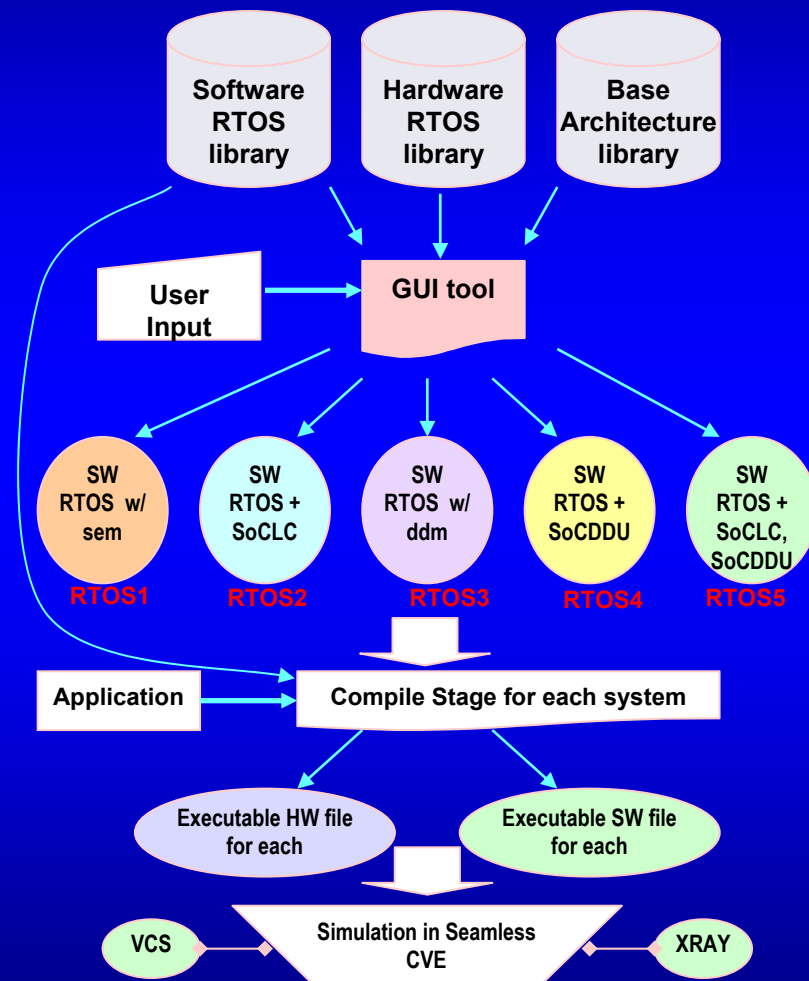 Software
RTOS
library
Hardware
RTOS
library
Base
Architecture
library
User
Input
GUI tool
SW
RTOS w/
sem
SW
RTOS +
SoCLC
SW
RTOS w/
ddm
SW
RTOS +
SoCDDU
SW
RTOS +
SoCLC,
SoCDDU
RTOS1
RTOS2
RTOS3
RTOS4
RTOS5
Application
Compile Stage for each system
Executable HW file
for each
Executable SW file
for each
VCS
Simulation in Seamless
CVE
XRAY